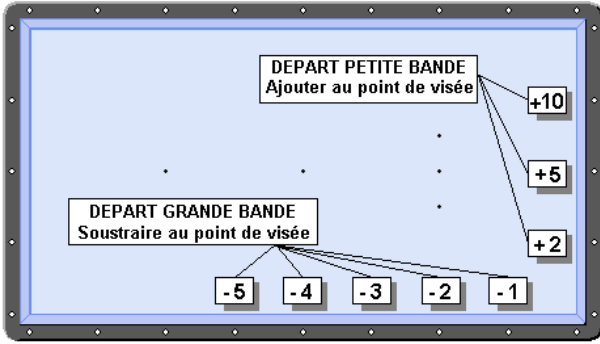 DEPART PETITE BANDE
Ajouter au point de visée
+10
+5
DEPART GRANDE BANDE
Soustraire au point de visée
+2
-5
-4
-3
-2
-1